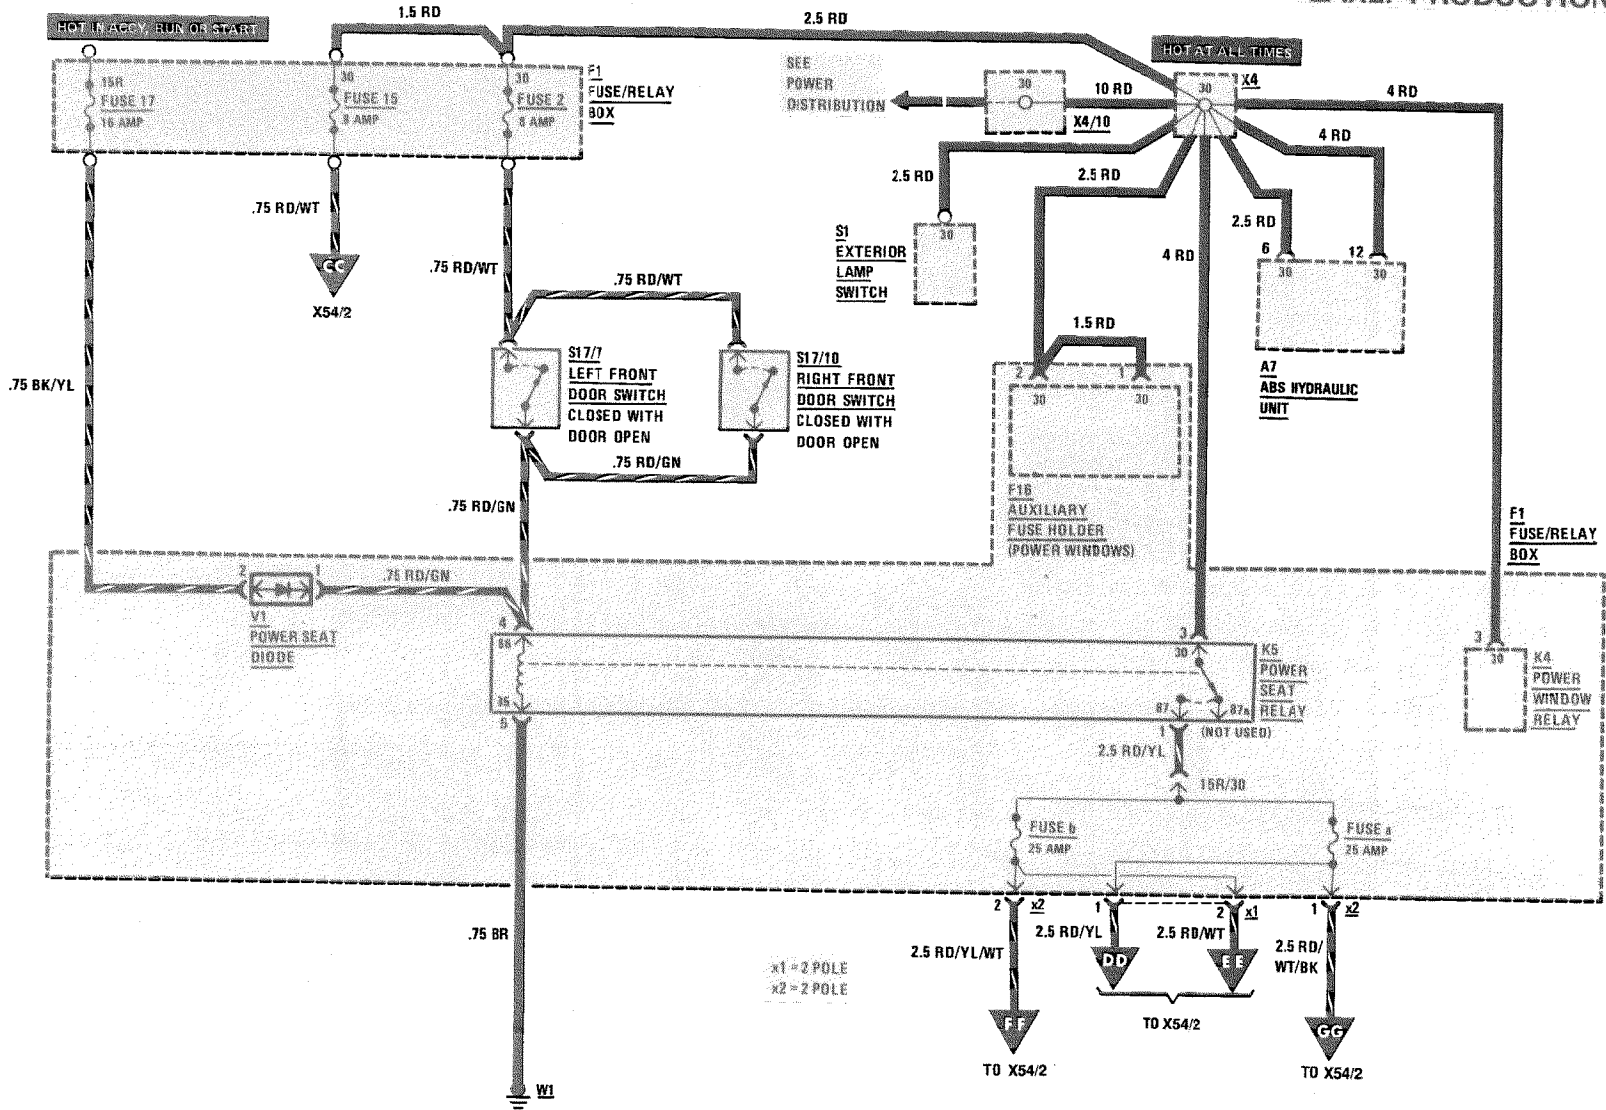 PRODUCTION
1.5 RD
2.5 RD
HOT IN ACCY, RUN OR START
HOT AT ALL TIMES
SEE
POWER
DISTRIBUTION
30
X4/10
10 RD
30
X4
4 RD
15R
FUSE 17
16 AMP
30
FUSE 15
8 AMP
30
FUSE 2
8 AMP
F1
FUSE/RELAY
BOX
4 RD
2.5 RD
2.5 RD
.75 RD/WT
CC
X54/2
.75 RD/WT
.75 RD/WT
S1
EXTERIOR
LAMP
SWITCH
30
4 RD
2.5 RD
6
12
30
30
A7
ABS HYDRAULIC
UNIT
1.5 RD
.75 BK/YL
S17/7
LEFT FRONT
DOOR SWITCH
CLOSED WITH
DOOR OPEN
S17/10
RIGHT FRONT
DOOR SWITCH
CLOSED WITH
DOOR OPEN
2
1
30
30
.75 RD/GN
.75 RD/GN
F16
AUXILIARY
FUSE HOLDER
(POWER WINDOWS)
F1
FUSE/RELAY
BOX
2
1
.75 RD/GN
V1
POWER SEAT
DIODE
4
86
85
5
3
30
87
87a
K5
POWER
SEAT
RELAY
1
(NOT USED)
3
30
K4
POWER
WINDOW
RELAY
2.5 RD/YL
15R/30
FUSE b
25 AMP
FUSE a
25 AMP
2
x2
1
2
x1
1
x2
.75 BR
2.5 RD/YL/WT
2.5 RD/YL
2.5 RD/WT
2.5 RD/
WT/BK
x1 = 2 POLE
x2 = 2 POLE
DD
EE
TO X54/2
FF
TO X54/2
GG
TO X54/2
W1